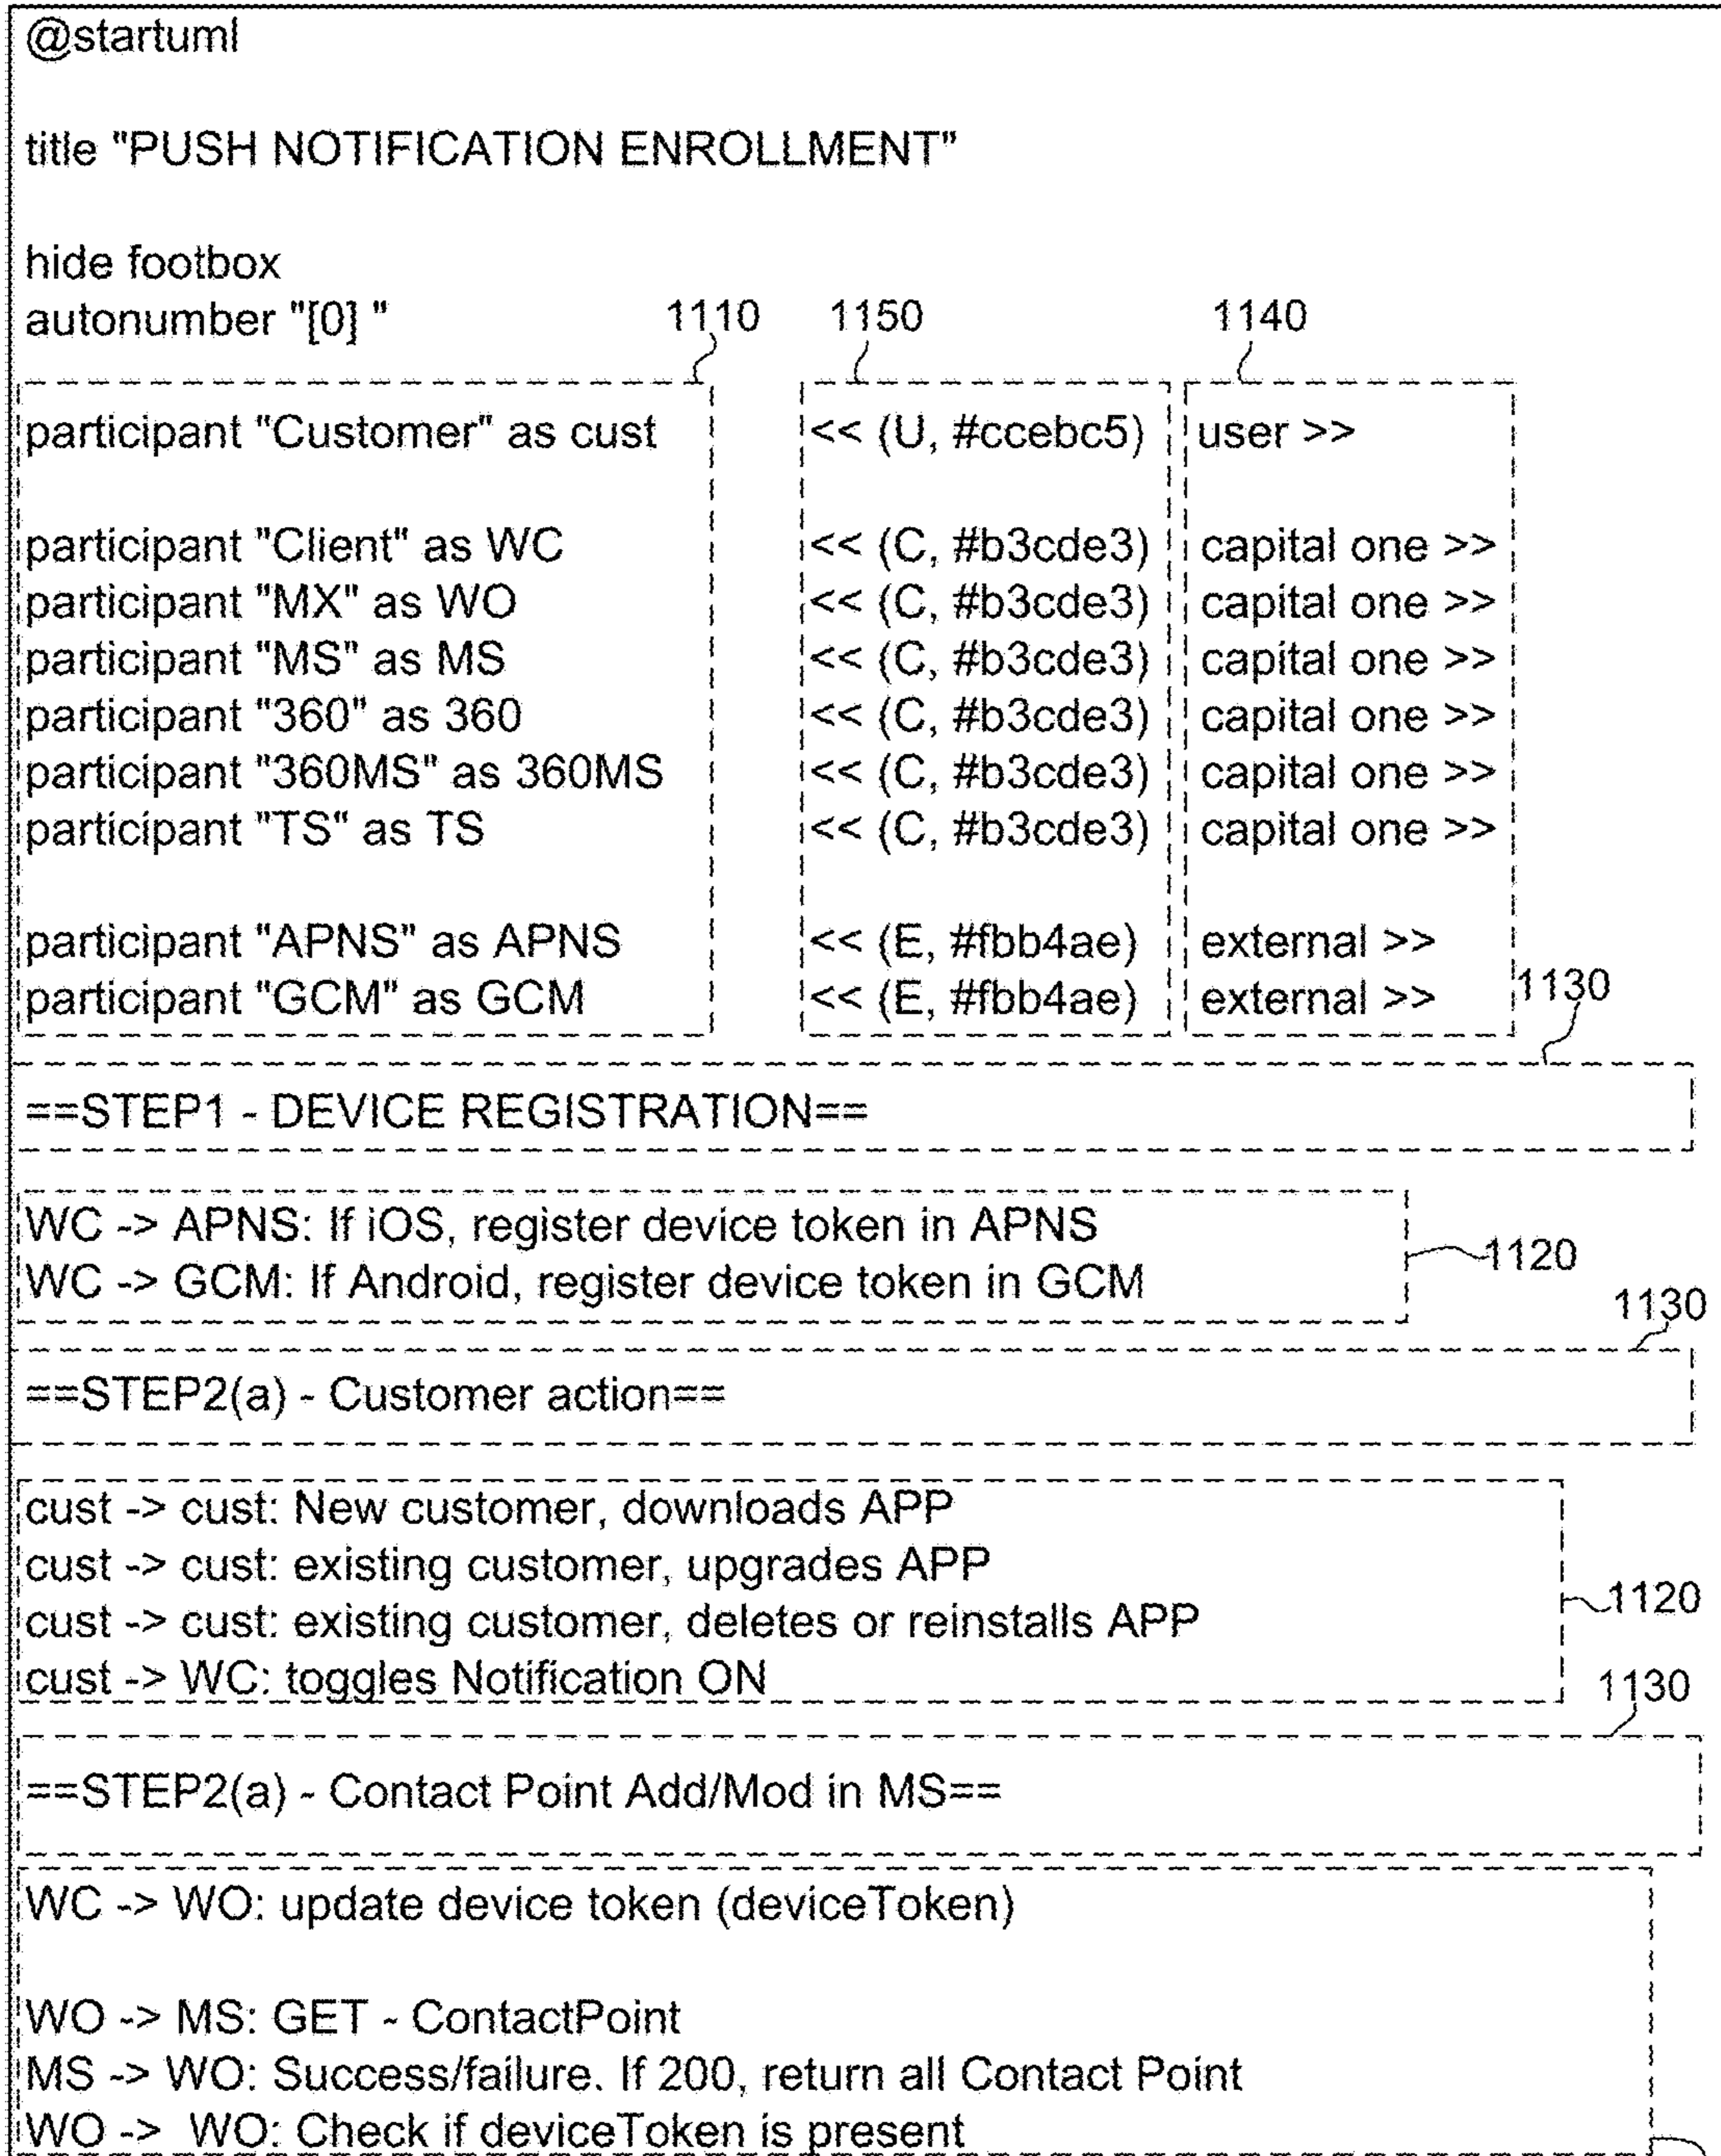 @startuml
title "PUSH NOTIFICATION ENROLLMENT"
hide footbox
autonumber "[0] "
1110 1150 1140
participant "Customer" as cust << (U, #ccebc5) user >>
participant "Client" as WC << (C, #b3cde3) capital one >>
participant "MX" as WO << (C, #b3cde3) capital one >>
participant "MS" as MS << (C, #b3cde3) capital one >>
participant "360" as 360 << (C, #b3cde3) capital one >>
participant "360MS" as 360MS << (C, #b3cde3) capital one >>
participant "TS" as TS << (C, #b3cde3) capital one >>
participant "APNS" as APNS << (E, #fbb4ae) external >>
participant "GCM" as GCM << (E, #fbb4ae) external >>
1130
==STEP1 - DEVICE REGISTRATION==
WC -> APNS: If iOS, register device token in APNS
1120
WC -> GCM: If Android, register device token in GCM
1130
==STEP2(a) - Customer action==
cust -> cust: New customer, downloads APP
cust -> cust: existing customer, upgrades APP
1120
cust -> cust: existing customer, deletes or reinstalls APP
cust -> WC: toggles Notification ON
1130
==STEP2(a) - Contact Point Add/Mod in MS==
WC -> WO: update device token (deviceToken)
WO -> MS: GET - ContactPoint
MS -> WO: Success/failure. If 200, return all Contact Point
WO -> WO: Check if deviceToken is present